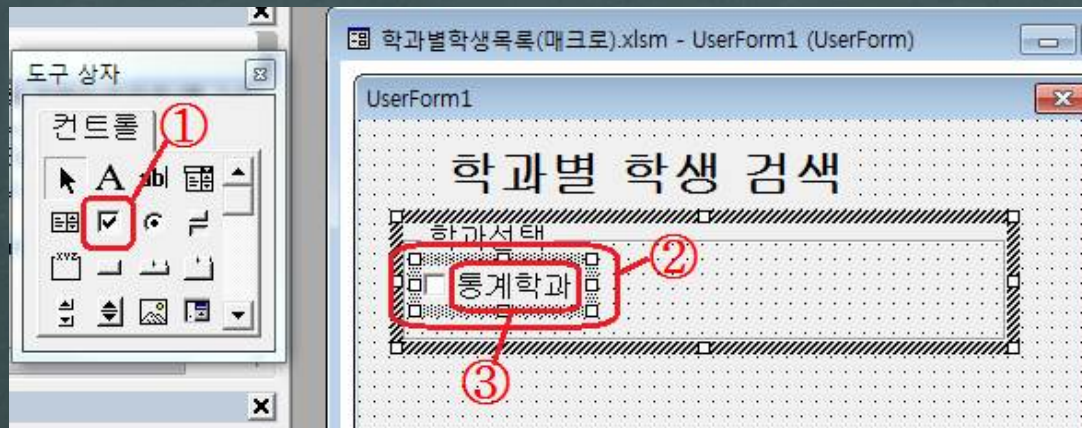 학과별학생목록(매크로).xlsm - UserForm1 (UserForm)
도구 상자
컨트롤
①
A
ab|
xyz
UserForm1
학과별 학생 검색
학과선택
통계학과
②
③